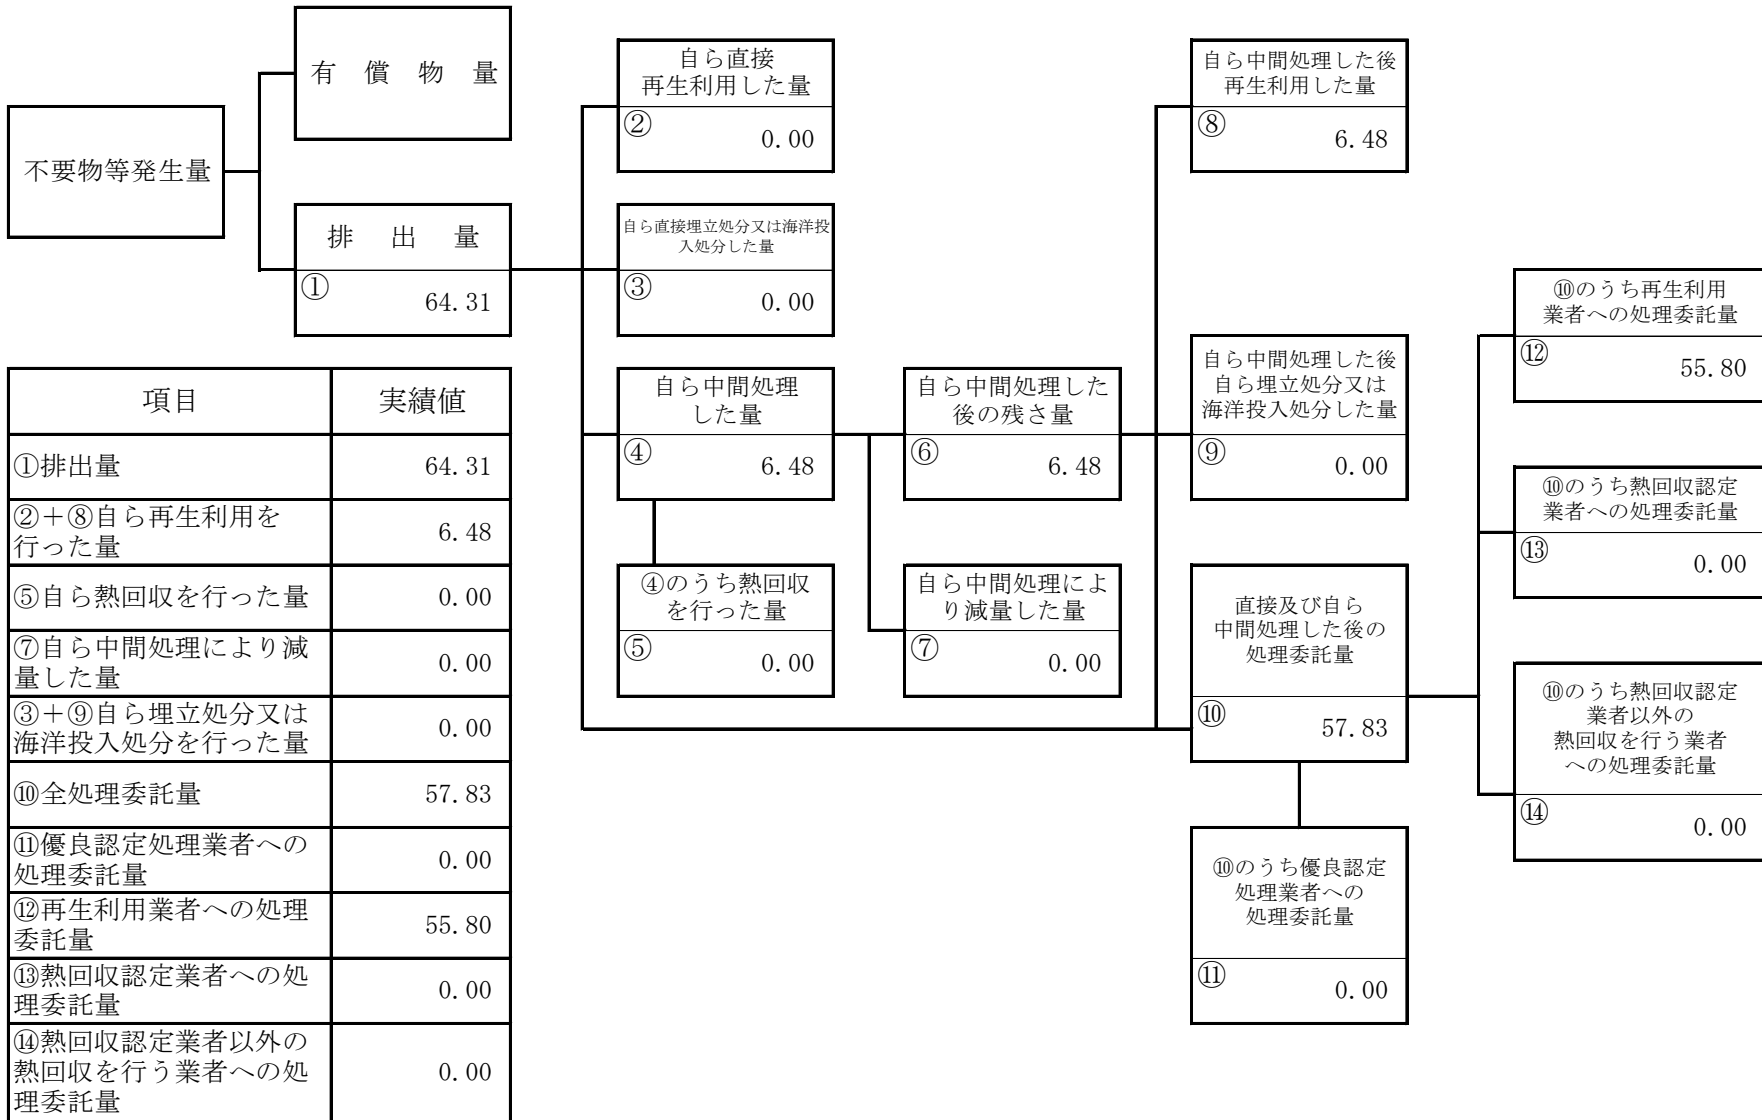 有償物量
不要物等発生量
排出量
①
64.31
自ら直接
再生利用した量
②
0.00
自ら直接埋立処分又は海洋投
入処分した量
③
0.00
自ら中間処理
した量
④
6.48
④のうち熱回収
を行った量
⑤
0.00
自ら中間処理した
後の残さ量
⑥
6.48
自ら中間処理によ
り減量した量
⑦
0.00
自ら中間処理した後
再生利用した量
⑧
6.48
自ら中間処理した後
自ら埋立処分又は
海洋投入処分した量
⑨
0.00
直接及び自ら
中間処理した後の
処理委託量
⑩
57.83
⑩のうち優良認定
処理業者への
処理委託量
⑪
0.00
⑩のうち再生利用
業者への処理委託量
⑫
55.80
⑩のうち熱回収認定
業者への処理委託量
⑬
0.00
⑩のうち熱回収認定
業者以外の
熱回収を行う業者
への処理委託量
⑭
0.00
項目 実績値
①排出量 64.31
②+⑧自ら再生利用を
行った量 6.48
⑤自ら熱回収を行った量 0.00
⑦自ら中間処理により減
量した量 0.00
③+⑨自ら埋立処分又は
海洋投入処分を行った量 0.00
⑩全処理委託量 57.83
⑪優良認定処理業者への
処理委託量 0.00
⑫再生利用業者への処理
委託量 55.80
⑬熱回収認定業者への処
理委託量 0.00
⑭熱回収認定業者以外の
熱回収を行う業者への処
理委託量 0.00